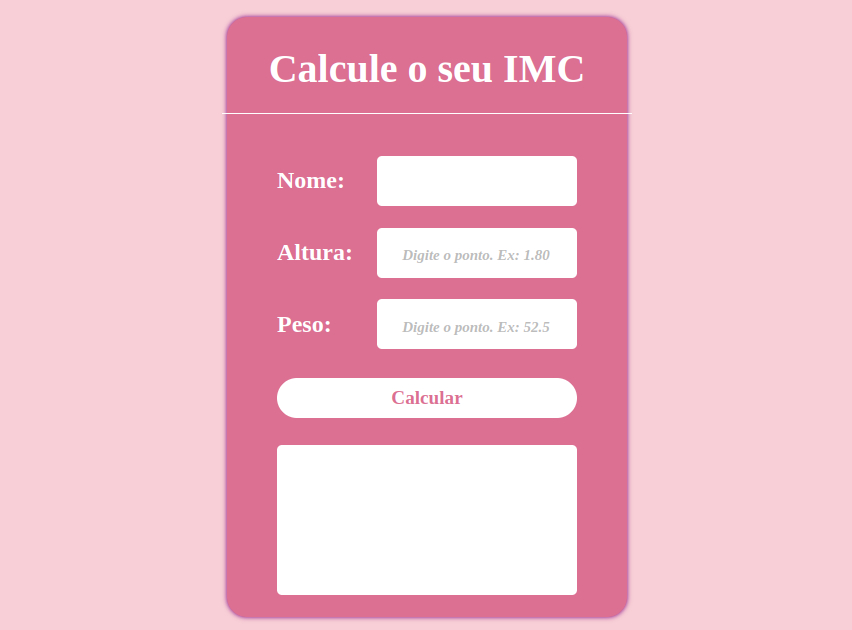 Calcule o seu IMC
Nome:
Altura: Digite o ponto. Ex: 1.80
Peso: Digite o ponto. Ex: 52.5
Calcular